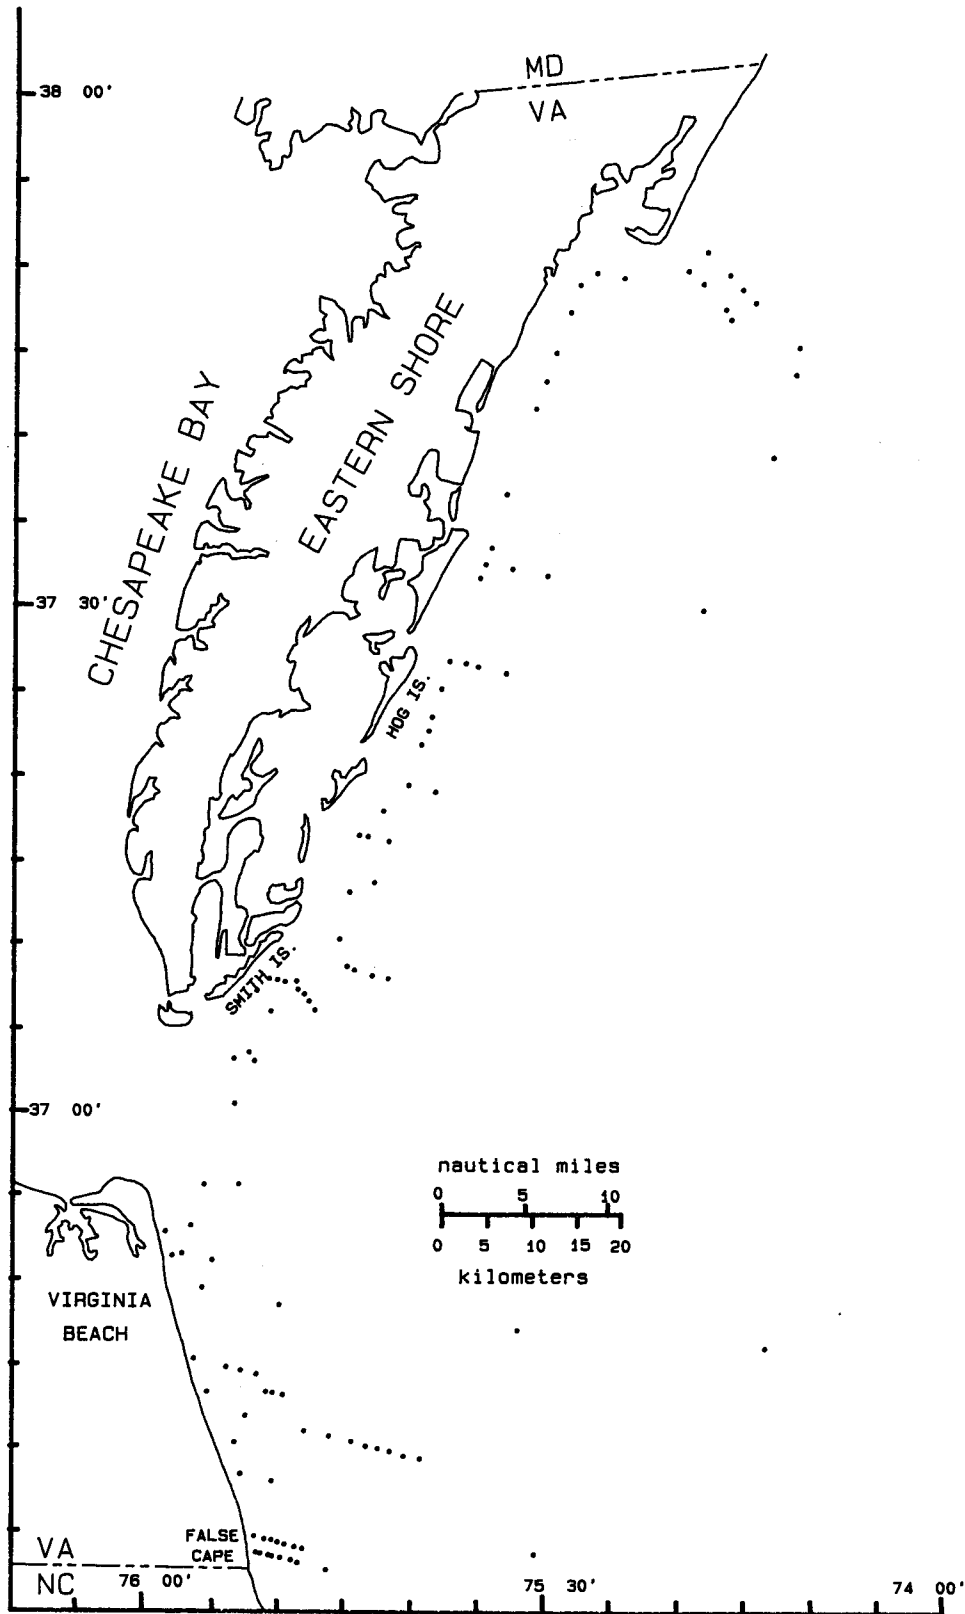 MD
38 00'
VA
EASTERN SHORE
CHESAPEAKE BAY
37 30'
HOG IS.
SMITH IS.
37 00'
nautical miles
0 5 10
0 5 10 15 20
kilometers
VIRGINIA
BEACH
FALSE
CAPE
VA
NC
76 00'
75 30'
74 00'